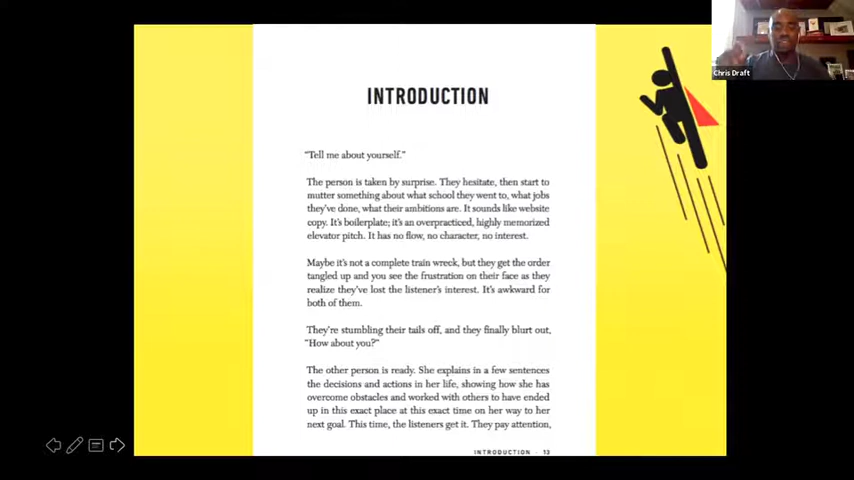 Chris Draft
INTRODUCTION
“Tell me about yourself.”
The person is taken by surprise. They hesitate, then start to
mutter something about what school they went to, what jobs
they’ve done, what their ambitions are. It sounds like website
copy. It’s boilerplate; it’s an overpracticed, highly memorized
elevator pitch. It has no flow, no character, no interest.
Maybe it’s not a complete train wreck, but they get the order
tangled up and you see the frustration on their face as they
realize they’ve lost the listener’s interest. It’s awkward for
both of them.
They’re stumbling their tails off, and they finally blurt out,
“How about you?”
The other person is ready. She explains in a few sentences
the decisions and actions in her life, showing how she has
overcome obstacles and worked with others to have ended
up in this exact place at this exact time on her way to her
next goal. This time, the listeners get it. They pay attention,
INTRODUCTION · 13